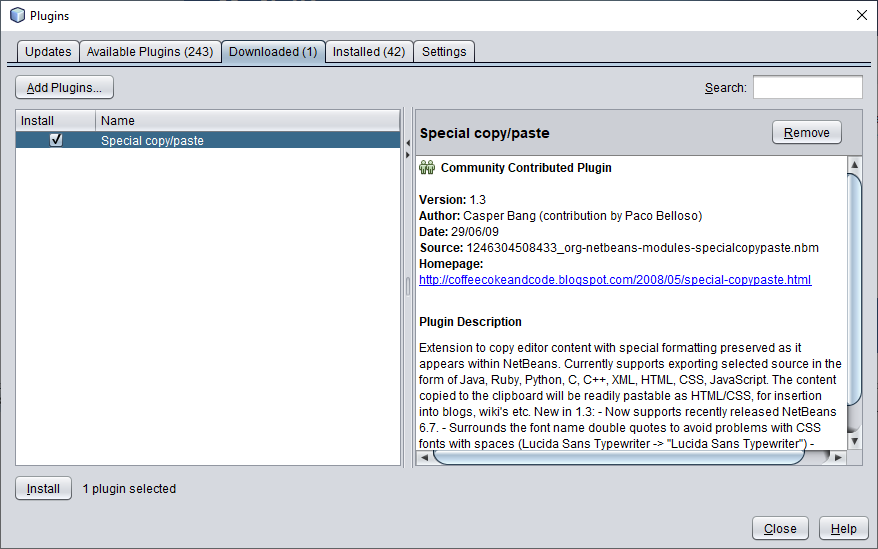 Plugins
Updates
Available Plugins (243)
Downloaded (1)
Installed (42)
Settings
Add Plugins...
Search:
Install
Name
Special copy/paste
Special copy/paste
Remove
Community Contributed Plugin
Version: 1.3
Author: Casper Bang (contribution by Paco Belloso)
Date: 29/06/09
Source: 1246304508433_org-netbeans-modules-specialcopypaste.nbm
Homepage:
http://coffeecokeandcode.blogspot.com/2008/05/special-copypaste.html
Plugin Description
Extension to copy editor content with special formatting preserved as it
appears within NetBeans. Currently supports exporting selected source in the
form of Java, Ruby, Python, C, C++, XML, HTML, CSS, JavaScript. The content
copied to the clipboard will be readily pastable as HTML/CSS, for insertion
into blogs, wiki's etc. New in 1.3: - Now supports recently released NetBeans
6.7. - Surrounds the font name double quotes to avoid problems with CSS
fonts with spaces (Lucida Sans Typewriter -> "Lucida Sans Typewriter") -
Install
1 plugin selected
Close
Help